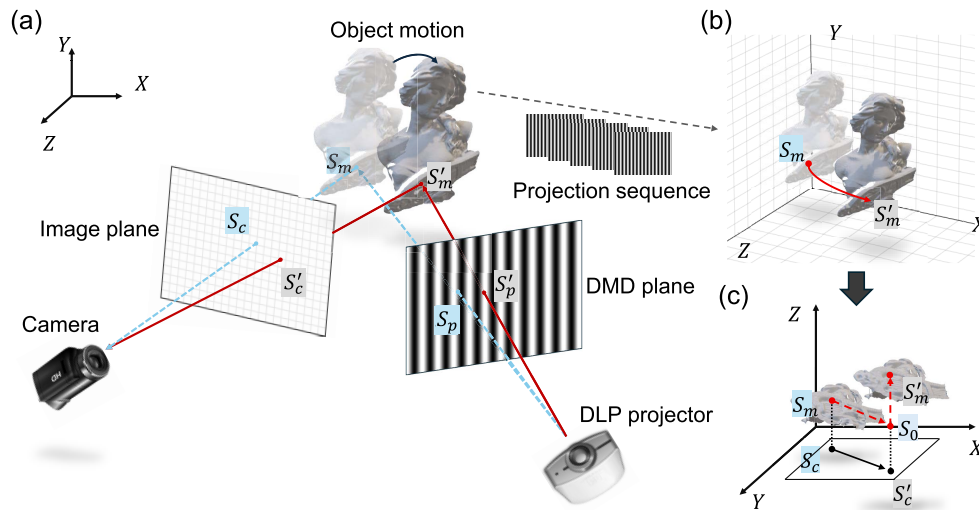 (a)
Y
X
Z
Object motion
S_m
S'_m
Projection sequence
Image plane
S_c
S'_c
S'_p
DMD plane
S_p
Camera
HD
DLP projector
(b)
Y
S_m
S'_m
X
Z
(c)
Z
S_m
S'_m
S_0
X
S_c
S'_c
Y